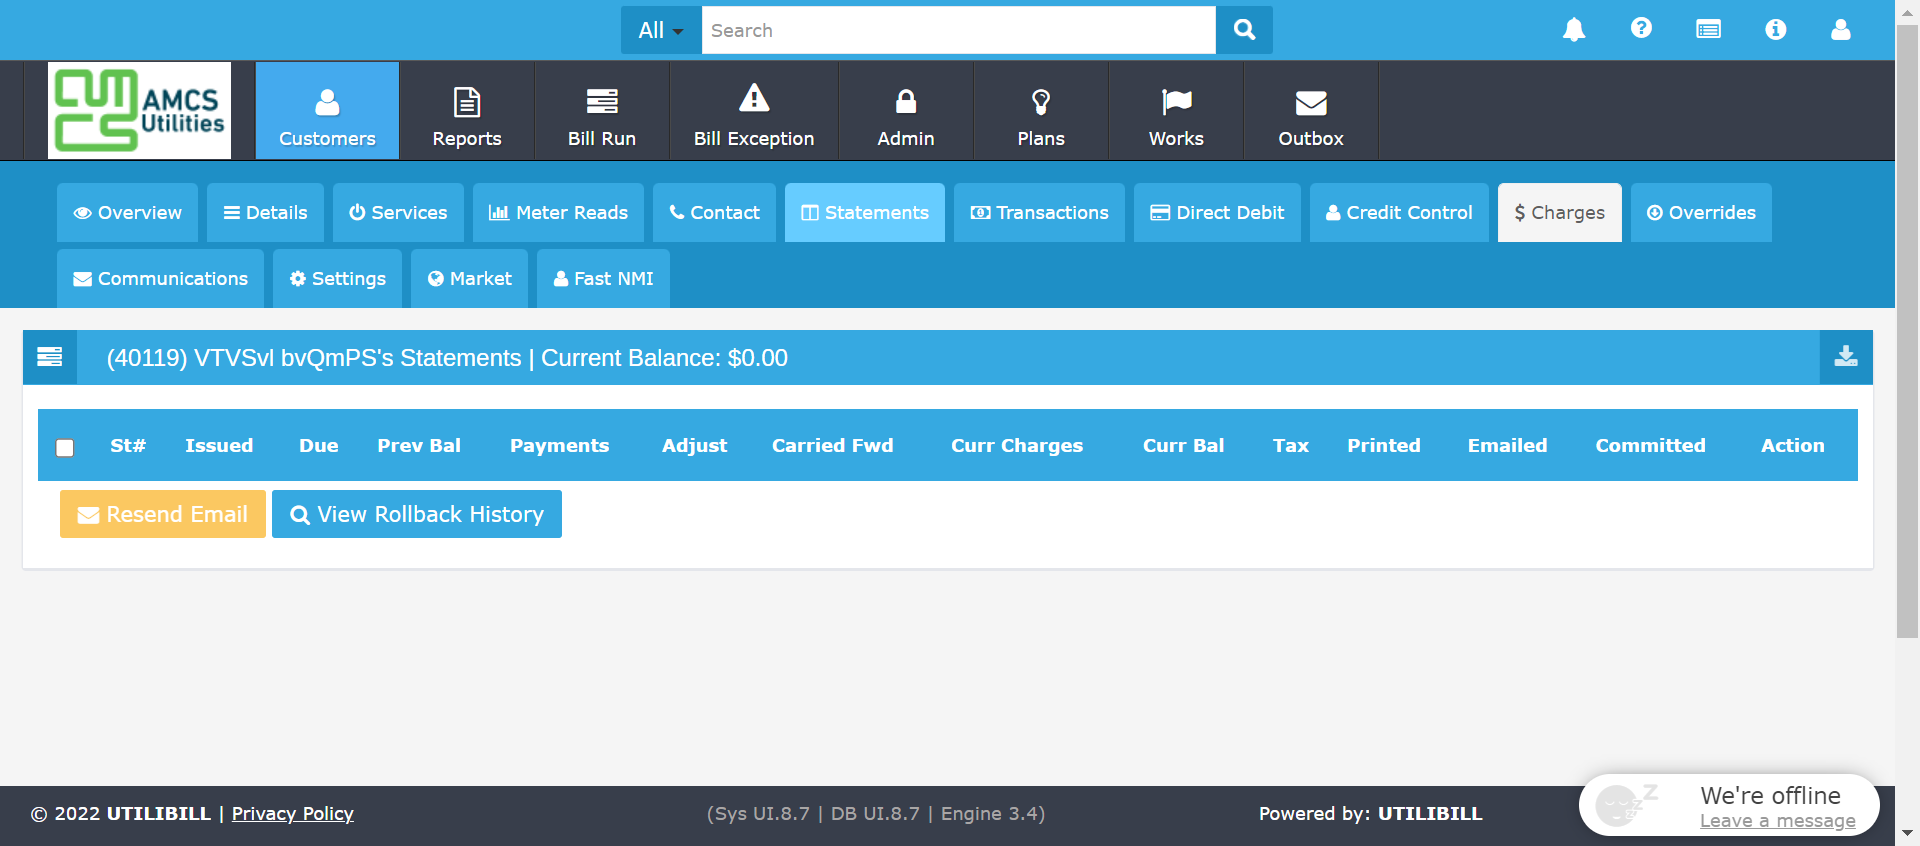 All
Search
AMCS
Utilities
Customers
Reports
Bill Run
Bill Exception
Admin
Plans
Works
Outbox
Overview
Details
Services
Meter Reads
Contact
Statements
Transactions
Direct Debit
Credit Control
$ Charges
Overrides
Communications
Settings
Market
Fast NMI
(40119) VTVSvl bvQmPS's Statements | Current Balance: $0.00
St# Issued Due Prev Bal Payments Adjust Carried Fwd Curr Charges Curr Bal Tax Printed Emailed Committed Action
Resend Email
View Rollback History
© 2022 UTILIBILL | Privacy Policy
(Sys UI.8.7 | DB UI.8.7 | Engine 3.4)
Powered by: UTILIBILL
We're offline
Leave a message